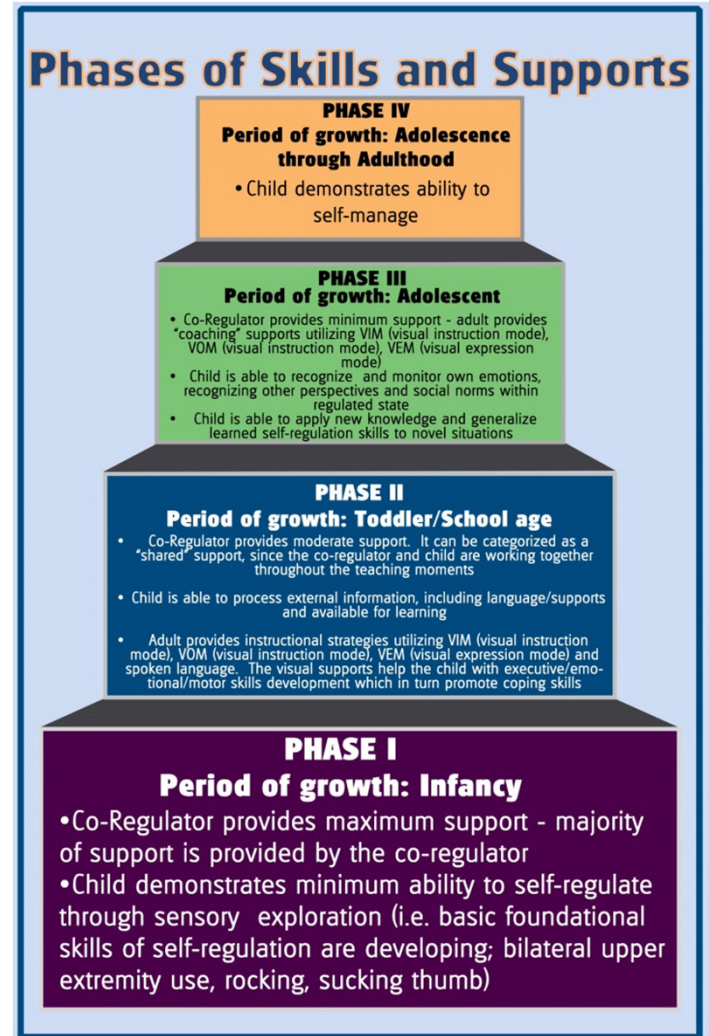 Phases of Skills and Supports
PHASE IV
Period of growth: Adolescence
through Adulthood
• Child demonstrates ability to
self-manage
PHASE III
Period of growth: Adolescent
• Co-Regulator provides minimum support - adult provides
"coaching" supports utilizing VIM (visual instruction mode),
VOM (visual instruction mode), VEM (visual expression
mode)
• Child is able to recognize and monitor own emotions,
recognizing other perspectives and social norms within
regulated state
• Child is able to apply new knowledge and generalize
learned self-regulation skills to novel situations
PHASE II
Period of growth: Toddler/School age
• Co-Regulator provides moderate support. It can be categorized as a
"shared" support, since the co-regulator and child are working together
throughout the teaching moments
• Child is able to process external information, including language/supports
and available for learning
• Adult provides instructional strategies utilizing VIM (visual instruction
mode), VOM (visual instruction mode), VEM (visual expression mode) and
spoken language. The visual supports help the child with executive/emo-
tional/motor skills development which in turn promote coping skills
PHASE I
Period of growth: Infancy
•Co-Regulator provides maximum support - majority
of support is provided by the co-regulator
•Child demonstrates minimum ability to self-regulate
through sensory exploration (i.e. basic foundational
skills of self-regulation are developing; bilateral upper
extremity use, rocking, sucking thumb)